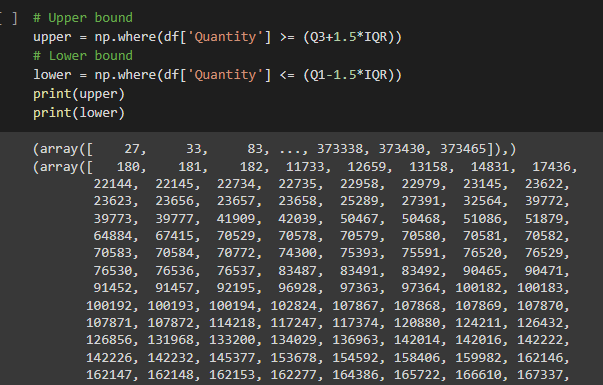 [ ] # Upper bound
upper = np.where(df['Quantity'] >= (Q3+1.5*IQR))
# Lower bound
lower = np.where(df['Quantity'] <= (Q1-1.5*IQR))
print(upper)
print(lower)
(array([ 27, 33, 83, ..., 373338, 373430, 373465]),)
(array([ 180, 181, 182, 11733, 12659, 13158, 14831, 17436,
22144, 22145, 22734, 22735, 22958, 22979, 23145, 23622,
23623, 23656, 23657, 23658, 25289, 27391, 32564, 39772,
39773, 39777, 41909, 42039, 50467, 50468, 51086, 51879,
64884, 67415, 70529, 70578, 70579, 70580, 70581, 70582,
70583, 70584, 70772, 74300, 75393, 75591, 76520, 76529,
76530, 76536, 76537, 83487, 83491, 83492, 90465, 90471,
91452, 91457, 92195, 96928, 97363, 97364, 100182, 100183,
100192, 100193, 100194, 102824, 107867, 107868, 107869, 107870,
107871, 107872, 114218, 117247, 117374, 120880, 124211, 126432,
126856, 131968, 133200, 134029, 136963, 142014, 142016, 142222,
142226, 142232, 145377, 153678, 154592, 158406, 159982, 162146,
162147, 162148, 162153, 162277, 164386, 165722, 166610, 167337,